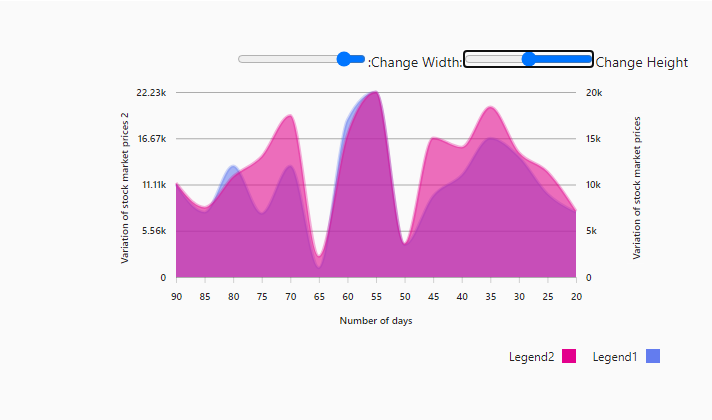 :Change Width:
Change Height
Variation of stock market prices 2
22.23k
16.67k
11.11k
5.56k
0
20k
15k
10k
5k
0
Variation of stock market prices
90 85 80 75 70 65 60 55 50 45 40 35 30 25 20
Number of days
Legend2 Legend1